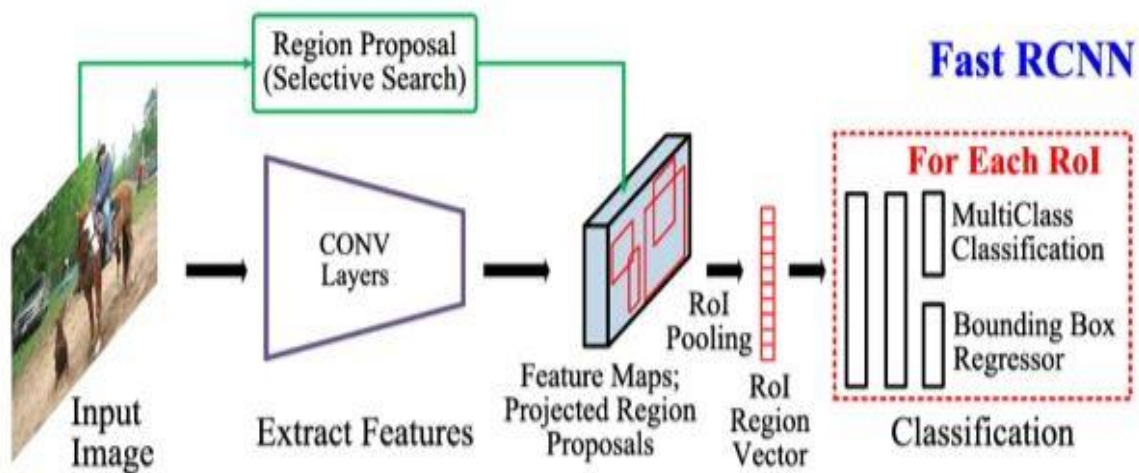 Region Proposal
(Selective Search)
Fast RCNN
For Each RoI
MultiClass
Classification
CONV
Layers
RoI
Pooling
Bounding Box
Regressor
Input
Image
Extract Features
Feature Maps;
Projected Region
Proposals
RoI
Region
Vector
Classification